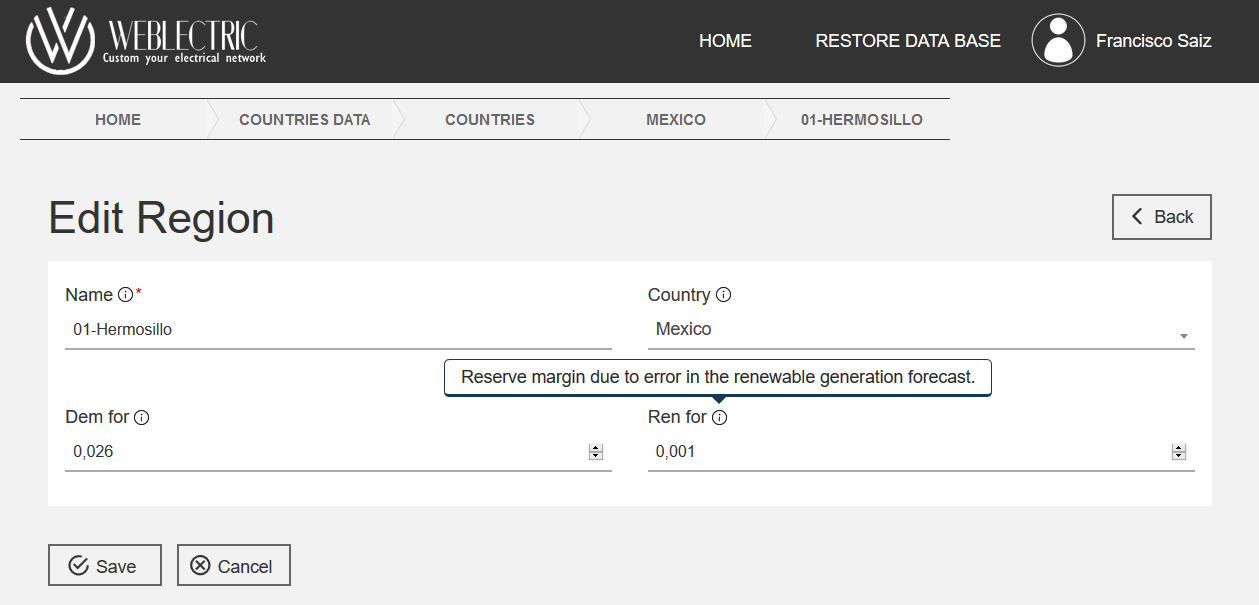 WEBLECTRIC
Custom your electrical network
HOME
RESTORE DATA BASE
Francisco Saiz
HOME
COUNTRIES DATA
COUNTRIES
MEXICO
01-HERMOSILLO
Edit Region
Back
Name *
Country
01-Hermosillo
Mexico
Reserve margin due to error in the renewable generation forecast.
Dem for
Ren for
0,026
0,001
Save
Cancel